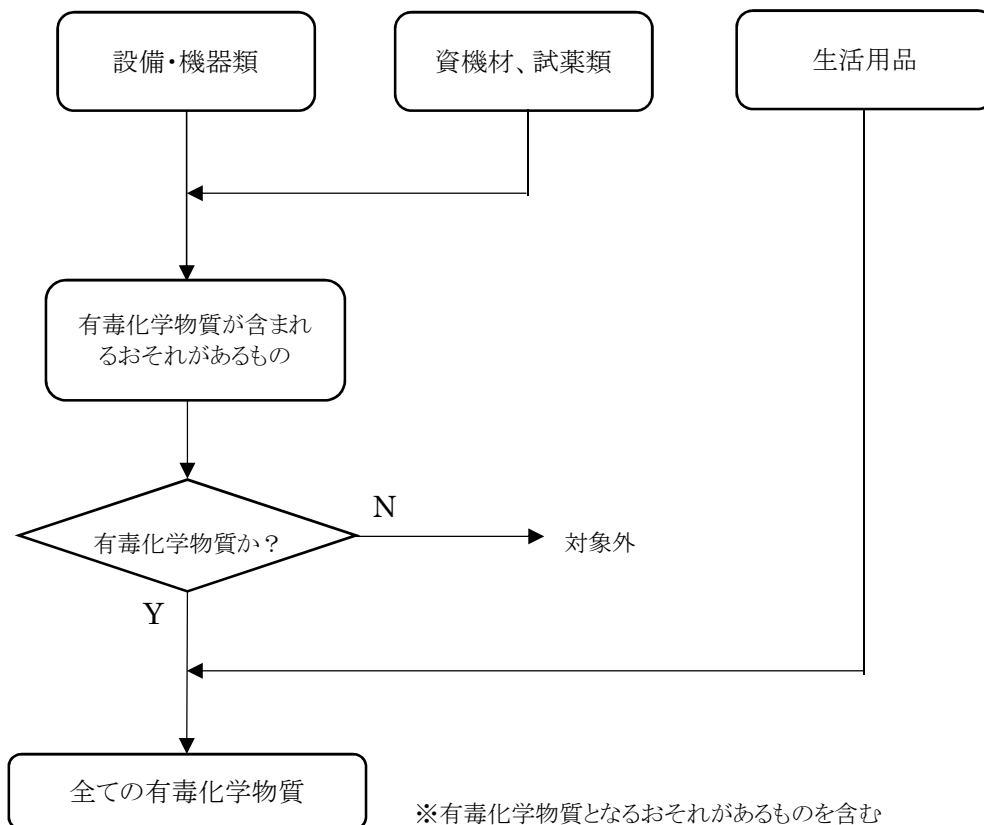 設備・機器類
資機材、試薬類
生活用品
有毒化学物質が含まれ
るおそれがあるもの
有毒化学物質か？
N
対象外
Y
全ての有毒化学物質
※有毒化学物質となるおそれがあるものを含む